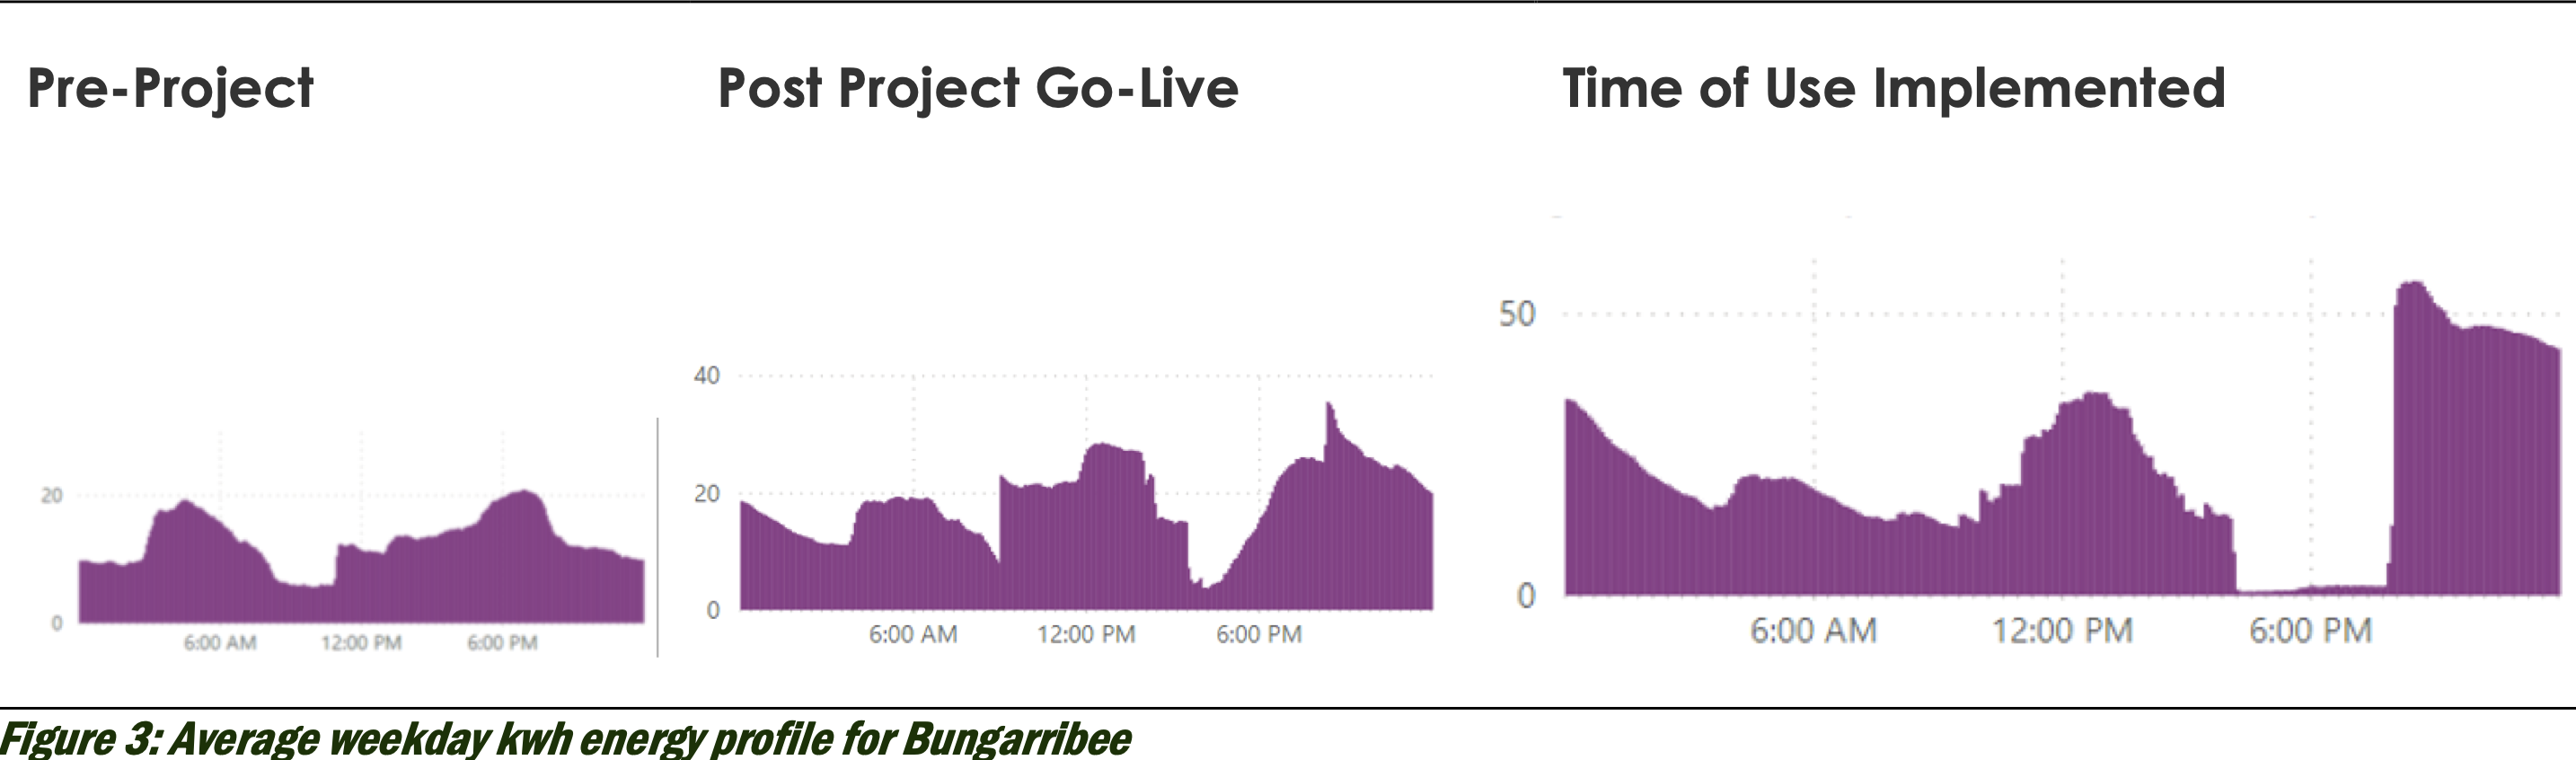 Pre-Project
Post Project Go-Live
Time of Use Implemented
20
0
6:00 AM 12:00 PM 6:00 PM
40
20
0
6:00 AM 12:00 PM 6:00 PM
50
0
6:00 AM 12:00 PM 6:00 PM
Figure 3: Average weekday kwh energy profile for Bungarribee